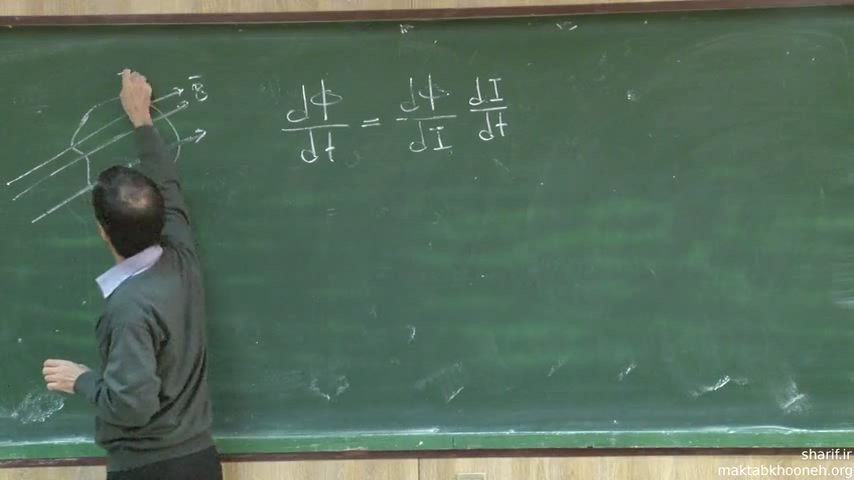 B̅
dΦ/dt = dΦ/dI dI/dt
sharif.ir
maktabkhooneh.org